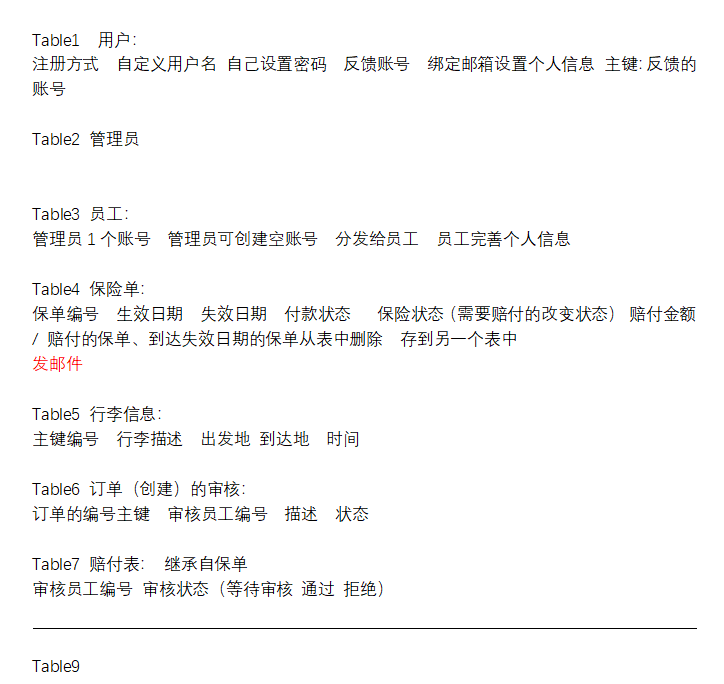 Table1 用户：
注册方式 自定义用户名 自己设置密码 反馈账号 绑定邮箱设置个人信息 主键：反馈的
账号
Table2 管理员
Table3 员工：
管理员 1 个账号 管理员可创建空账号 分发给员工 员工完善个人信息
Table4 保险单：
保单编号 生效日期 失效日期 付款状态 保险状态（需要赔付的改变状态） 赔付金额
/ 赔付的保单、到达失效日期的保单从表中删除 存到另一个表中
发邮件
Table5 行李信息：
主键编号 行李描述 出发地 到达地 时间
Table6 订单（创建）的审核：
订单的编号主键 审核员工编号 描述 状态
Table7 赔付表： 继承自保单
审核员工编号 审核状态（等待审核 通过 拒绝）
Table9